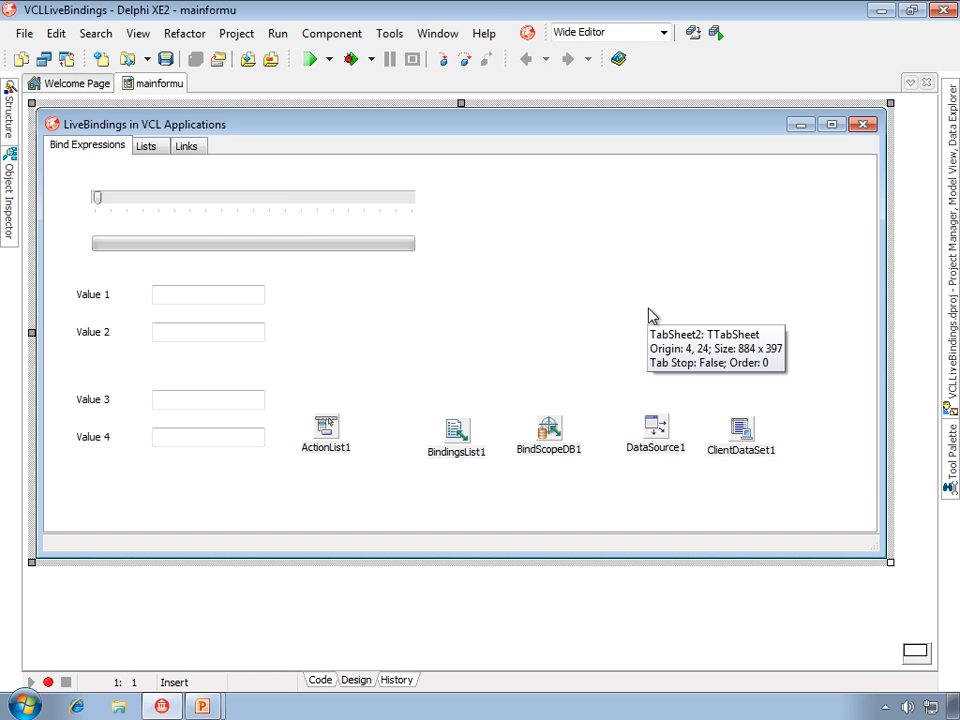 VCLLiveBindings - Delphi XE2 - mainformu
File Edit Search View Refactor Project Run Component Tools Window Help Wide Editor
Welcome Page mainformu
Structure
Object Inspector
LiveBindings in VCL Applications
Bind Expressions Lists Links
Value 1
Value 2
Value 3
Value 4
TabSheet2: TTabSheet
Origin: 4, 24; Size: 884 x 397
Tab Stop: False; Order: 0
ActionList1 BindingsList1 BindScopeDB1 DataSource1 ClientDataSet1
VCLLiveBindings.dproj - Project Manager, Model View, Data Explorer
Tool Palette
1: 1 Insert Code Design History